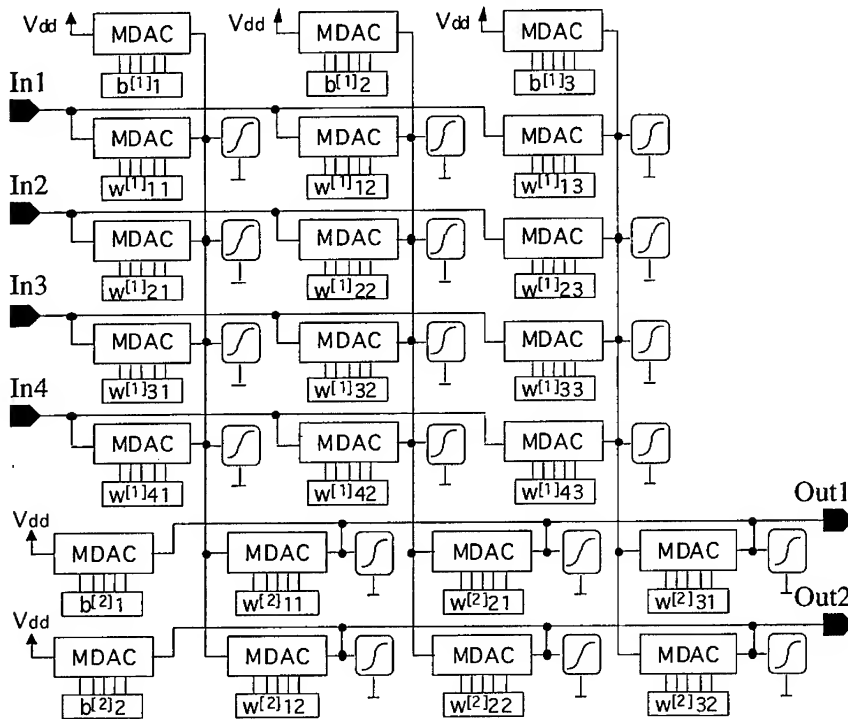 Vdd MDAC Vdd MDAC Vdd MDAC
b[1]1 b[1]2 b[1]3
In1
MDAC MDAC MDAC
w[1]11 w[1]12 w[1]13
In2
MDAC MDAC MDAC
w[1]21 w[1]22 w[1]23
In3
MDAC MDAC MDAC
w[1]31 w[1]32 w[1]33
In4
MDAC MDAC MDAC
w[1]41 w[1]42 w[1]43
Out1
Vdd MDAC MDAC MDAC MDAC
b[2]1 w[2]11 w[2]21 w[2]31
Out2
Vdd MDAC MDAC MDAC MDAC
b[2]2 w[2]12 w[2]22 w[2]32